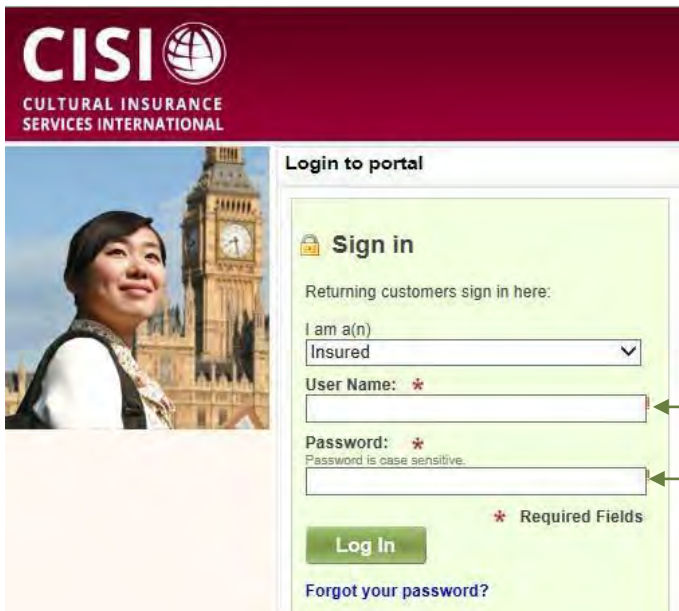 CISI
CULTURAL INSURANCE
SERVICES INTERNATIONAL
Login to portal
Sign in
Returning customers sign in here:
I am a(n)
Insured
User Name: *
Password: *
Password is case sensitive.
* Required Fields
Log In
Forgot your password?